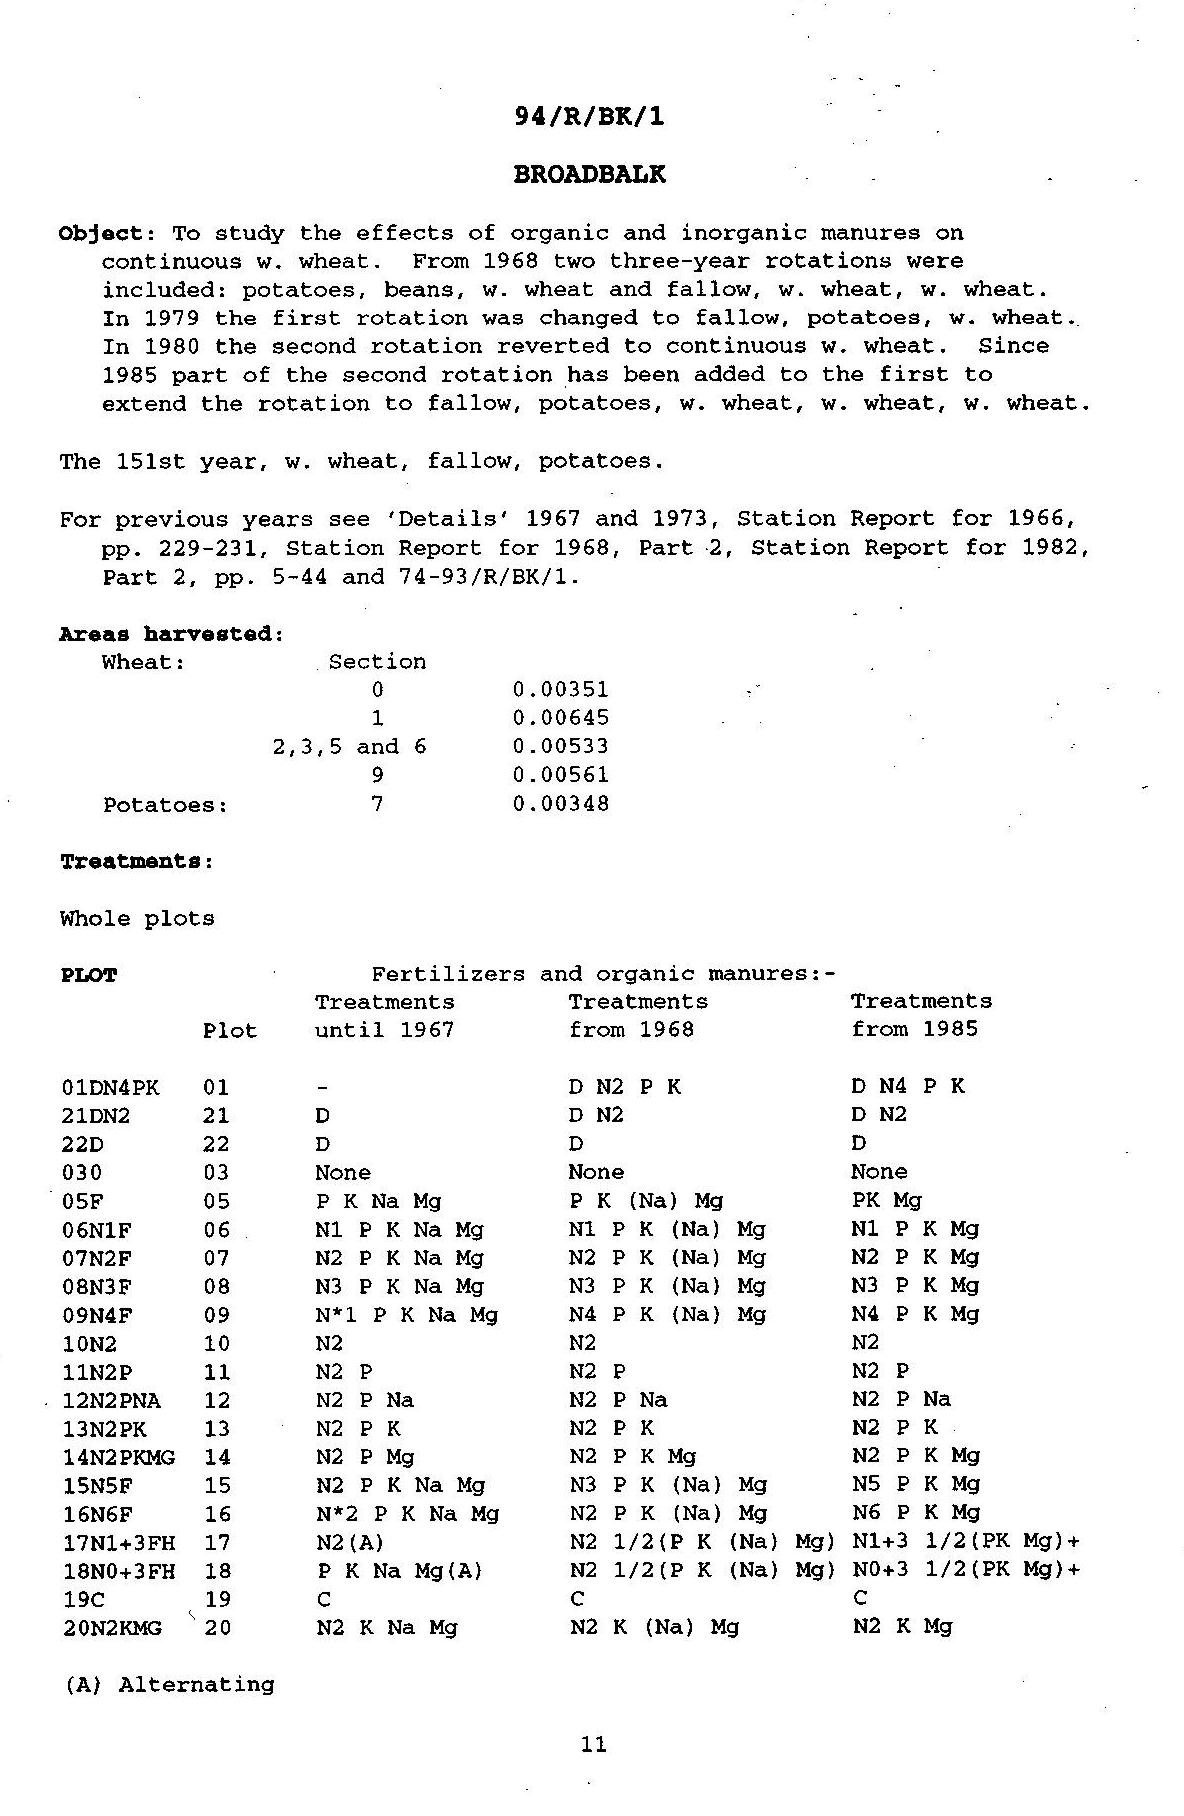 94/R/BK/1
BROADBALK
Object: To study the effects of organic and inorganic manures on
continuous w. wheat. From 1968 two three-year rotations were
included: potatoes, beans, w. wheat and fallow, w. wheat, w. wheat.
In 1979 the first rotation was changed to fallow, potatoes, w. wheat.
In 1980 the second rotation reverted to continuous w. wheat. Since
1985 part of the second rotation has been added to the first to
extend the rotation to fallow, potatoes, w. wheat, w. wheat, w. wheat.
The 151st year, w. wheat, fallow, potatoes.
For previous years see 'Details' 1967 and 1973, Station Report for 1966,
pp. 229-231, Station Report for 1968, Part 2, Station Report for 1982,
Part 2, pp. 5-44 and 74-93/R/BK/1.
Areas harvested:
Wheat: Section
0 0.00351
1 0.00645
2,3,5 and 6 0.00533
9 0.00561
Potatoes: 7 0.00348
Treatments:
Whole plots
PLOT Fertilizers and organic manures:-
Treatments Treatments Treatments
Plot until 1967 from 1968 from 1985
01DN4PK 01 - D N2 P K D N4 P K
21DN2 21 D D N2 D N2
22D 22 D D D
030 03 None None None
05F 05 P K Na Mg P K (Na) Mg PK Mg
06N1F 06 N1 P K Na Mg N1 P K (Na) Mg N1 P K Mg
07N2F 07 N2 P K Na Mg N2 P K (Na) Mg N2 P K Mg
08N3F 08 N3 P K Na Mg N3 P K (Na) Mg N3 P K Mg
09N4F 09 N*1 P K Na Mg N4 P K (Na) Mg N4 P K Mg
10N2 10 N2 N2 N2
11N2P 11 N2 P N2 P N2 P
12N2PNA 12 N2 P Na N2 P Na N2 P Na
13N2PK 13 N2 P K N2 P K N2 P K
14N2PKMG 14 N2 P Mg N2 P K Mg N2 P K Mg
15N5F 15 N2 P K Na Mg N3 P K (Na) Mg N5 P K Mg
16N6F 16 N*2 P K Na Mg N2 P K (Na) Mg N6 P K Mg
17N1+3FH 17 N2(A) N2 1/2(P K (Na) Mg) N1+3 1/2(PK Mg)+
18N0+3FH 18 P K Na Mg(A) N2 1/2(P K (Na) Mg) N0+3 1/2(PK Mg)+
19C 19 C C C
20N2KMG 20 N2 K Na Mg N2 K (Na) Mg N2 K Mg
(A) Alternating
11